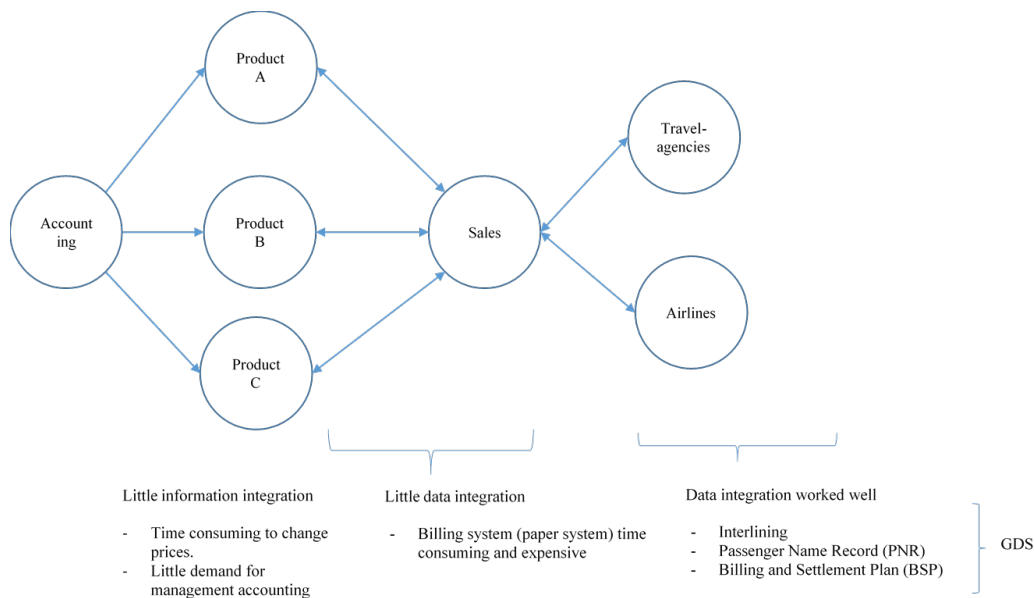 Product
A
Travel-
agencies
Account
ing
Product
B
Sales
Airlines
Product
C
Little information integration
- Time consuming to change
prices.
- Little demand for
management accounting
Little data integration
- Billing system (paper system) time
consuming and expensive
Data integration worked well
- Interlining
- Passenger Name Record (PNR)
- Billing and Settlement Plan (BSP)
GDS